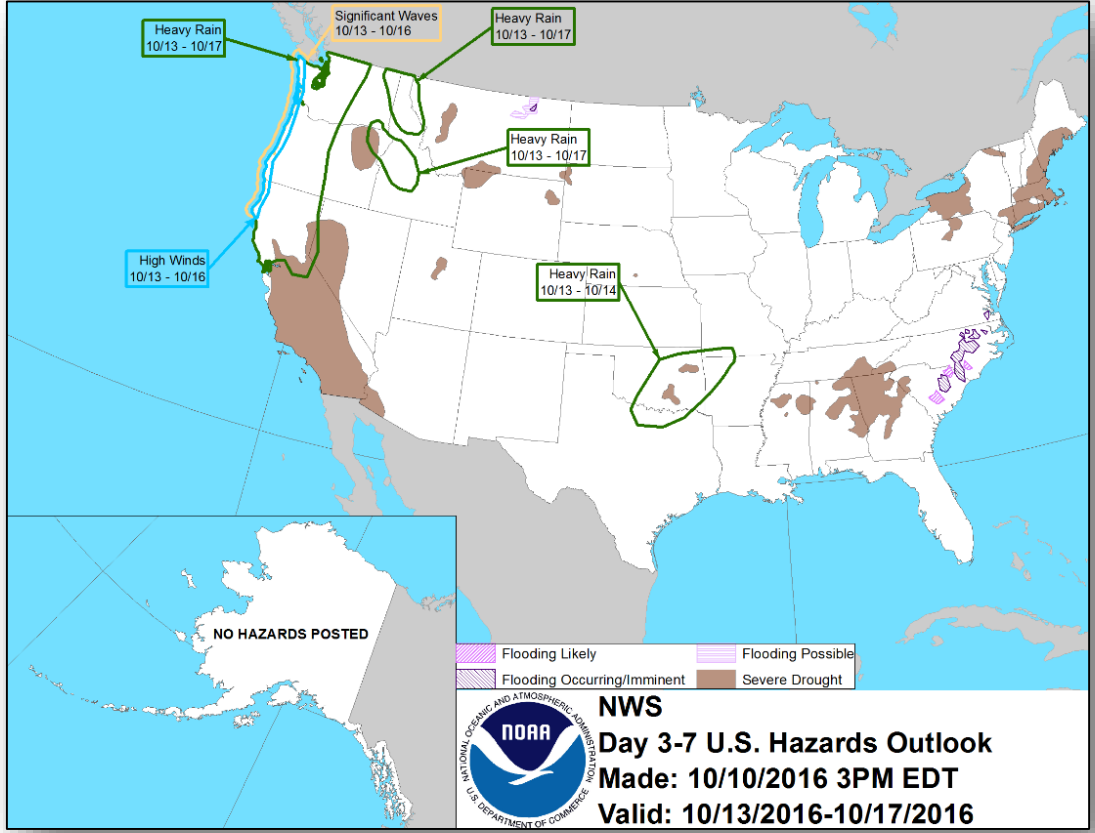 Significant Waves
10/13 - 10/16
Heavy Rain
10/13 - 10/17
Heavy Rain
10/13 - 10/17
Heavy Rain
10/13 - 10/17
High Winds
10/13 - 10/16
Heavy Rain
10/13 - 10/14
NO HAZARDS POSTED
Flooding Likely
Flooding Possible
Flooding Occurring/Imminent
Severe Drought
NATIONAL OCEANIC AND ATMOSPHERIC ADMINISTRATION
NOAA
U.S. DEPARTMENT OF COMMERCE
NWS
Day 3-7 U.S. Hazards Outlook
Made: 10/10/2016 3PM EDT
Valid: 10/13/2016-10/17/2016